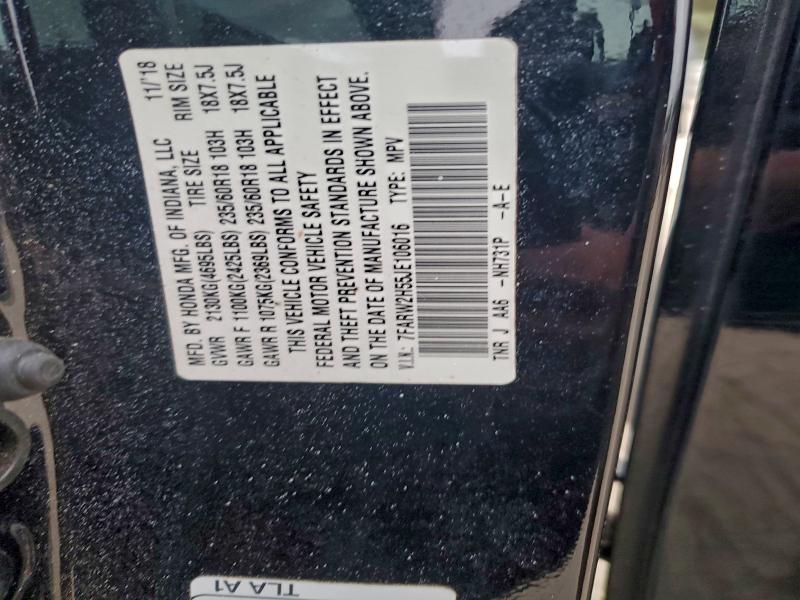 MFD. BY HONDA MFG. OF INDIANA, LLC 11/'18
TIRE SIZE RIM SIZE
GVWR 2130KG(4695LBS)
GAWR F 1100KG(2425LBS) 235/60R18 103H 18X7.5J
GAWR R 1075KG(2369LBS) 235/60R18 103H 18X7.5J
THIS VEHICLE CONFORMS TO ALL APPLICABLE
FEDERAL MOTOR VEHICLE SAFETY
AND THEFT PREVENTION STANDARDS IN EFFECT
ON THE DATE OF MANUFACTURE SHOWN ABOVE.
V.I.N.: 7FARW2H55JE106016 TYPE: MPV
TNR J AA6 -NH731P -A-E
TLA A1